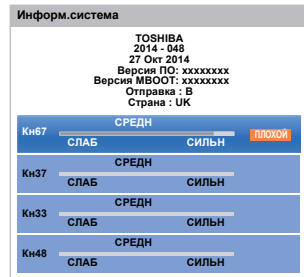 Информ.система
TOSHIBA
2014 - 048
27 Окт 2014
Версия ПО: xxxxxxxx
Версия MBOOT: xxxxxxxx
Отправка : B
Страна : UK
СРЕДН
Кн67
ПЛОХОЙ
СЛАБ СИЛЬН
СРЕДН
Кн37
СЛАБ СИЛЬН
СРЕДН
Кн33
СЛАБ СИЛЬН
СРЕДН
Кн48
СЛАБ СИЛЬН